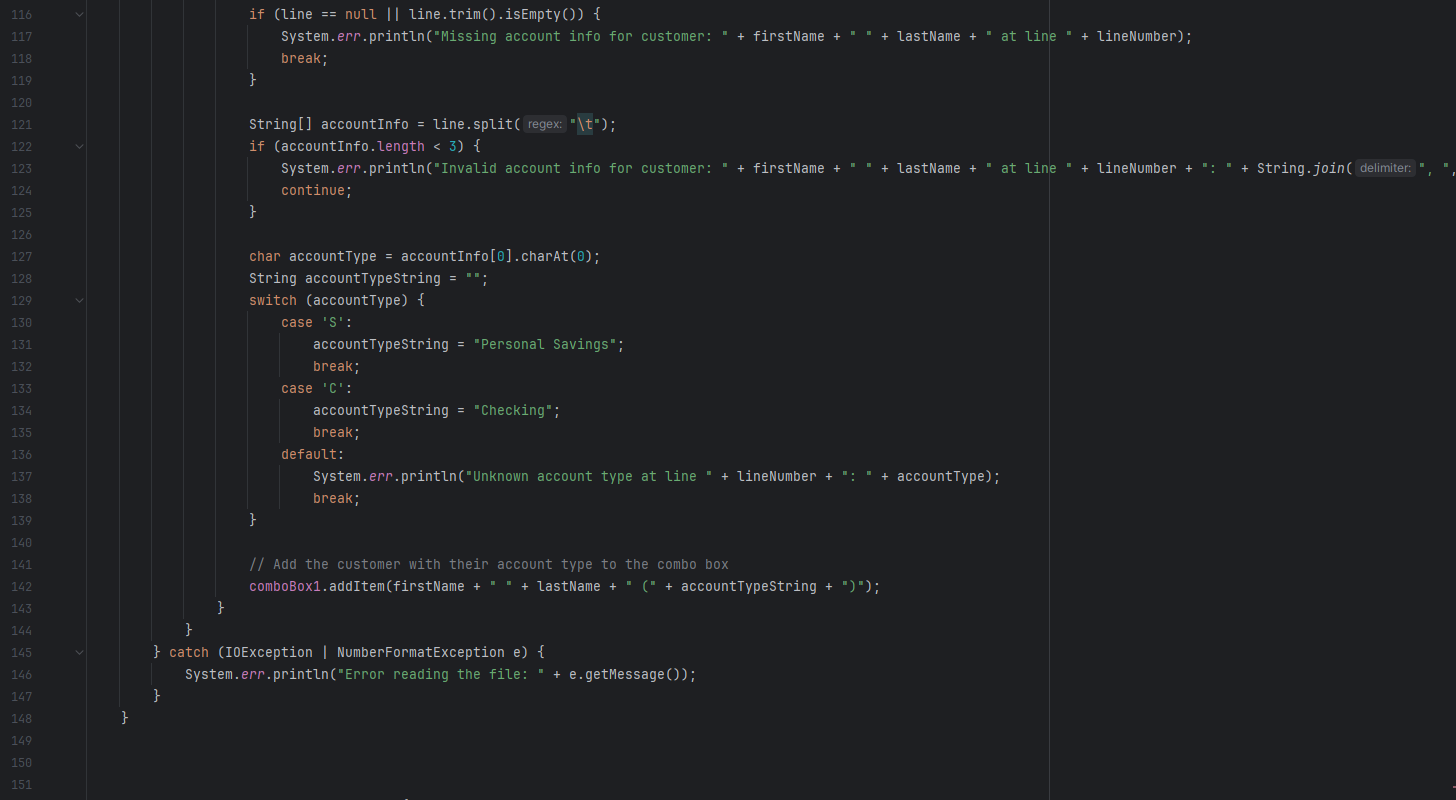 116 if (line == null || line.trim().isEmpty()) {
117 System.err.println("Missing account info for customer: " + firstName + " " + lastName + " at line " + lineNumber);
118 break;
119 }
120
121 String[] accountInfo = line.split( regex: "\t");
122 if (accountInfo.length < 3) {
123 System.err.println("Invalid account info for customer: " + firstName + " " + lastName + " at line " + lineNumber + ": " + String.join( delimiter: ", ",
124 continue;
125 }
126
127 char accountType = accountInfo[0].charAt(0);
128 String accountTypeString = "";
129 switch (accountType) {
130 case 'S':
131 accountTypeString = "Personal Savings";
132 break;
133 case 'C':
134 accountTypeString = "Checking";
135 break;
136 default:
137 System.err.println("Unknown account type at line " + lineNumber + ": " + accountType);
138 break;
139 }
140
141 // Add the customer with their account type to the combo box
142 comboBox1.addItem(firstName + " " + lastName + " (" + accountTypeString + ")");
143 }
144 }
145 } catch (IOException | NumberFormatException e) {
146 System.err.println("Error reading the file: " + e.getMessage());
147 }
148 }
149
150
151